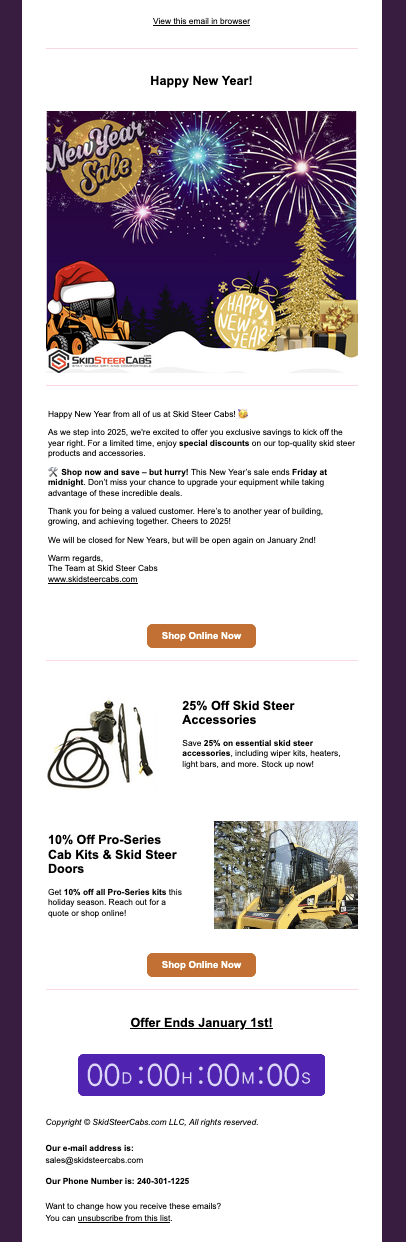 View this email in browser
Happy New Year!
New Year
Sale
HAPPY
NEW
YEAR
SKIDSTEERCABS
STAY WARM, DRY, AND COMFORTABLE
Happy New Year from all of us at Skid Steer Cabs! 🥳
As we step into 2025, we're excited to offer you exclusive savings to kick off the
year right. For a limited time, enjoy special discounts on our top-quality skid steer
products and accessories.
🛠️ Shop now and save – but hurry! This New Year's sale ends Friday at
midnight. Don't miss your chance to upgrade your equipment while taking
advantage of these incredible deals.
Thank you for being a valued customer. Here's to another year of building,
growing, and achieving together. Cheers to 2025!
We will be closed for New Years, but will be open again on January 2nd!
Warm regards,
The Team at Skid Steer Cabs
www.skidsteercabs.com
Shop Online Now
25% Off Skid Steer
Accessories
Save 25% on essential skid steer
accessories, including wiper kits, heaters,
light bars, and more. Stock up now!
10% Off Pro-Series
Cab Kits & Skid Steer
Doors
Get 10% off all Pro-Series kits this
holiday season. Reach out for a
quote or shop online!
Shop Online Now
Offer Ends January 1st!
00D:00H:00M:00S
Copyright © SkidSteerCabs.com LLC, All rights reserved.
Our e-mail address is:
sales@skidsteercabs.com
Our Phone Number is: 240-301-1225
Want to change how you receive these emails?
You can unsubscribe from this list.